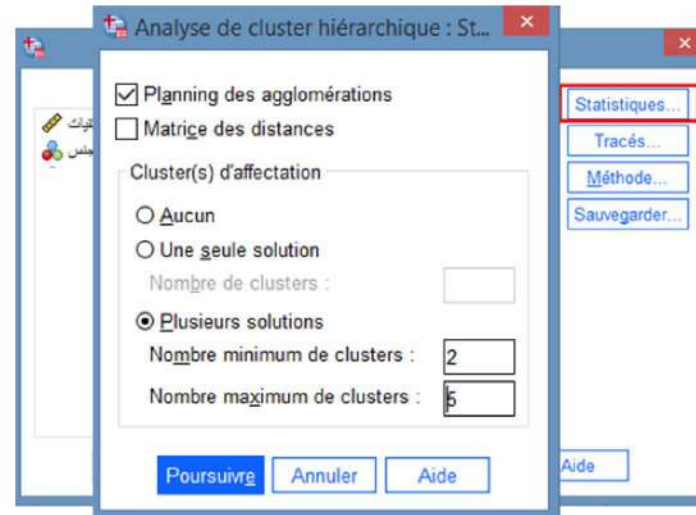 Analyse de cluster hiérarchique : St...
Planning des agglomérations
Matrice des distances
Cluster(s) d'affectation
Aucun
Une seule solution
Nombre de clusters :
Plusieurs solutions
Nombre minimum de clusters : 2
Nombre maximum de clusters : 5
Poursuivre Annuler Aide
Statistiques...
Tracés...
Méthode...
Sauvegarder...
Aide